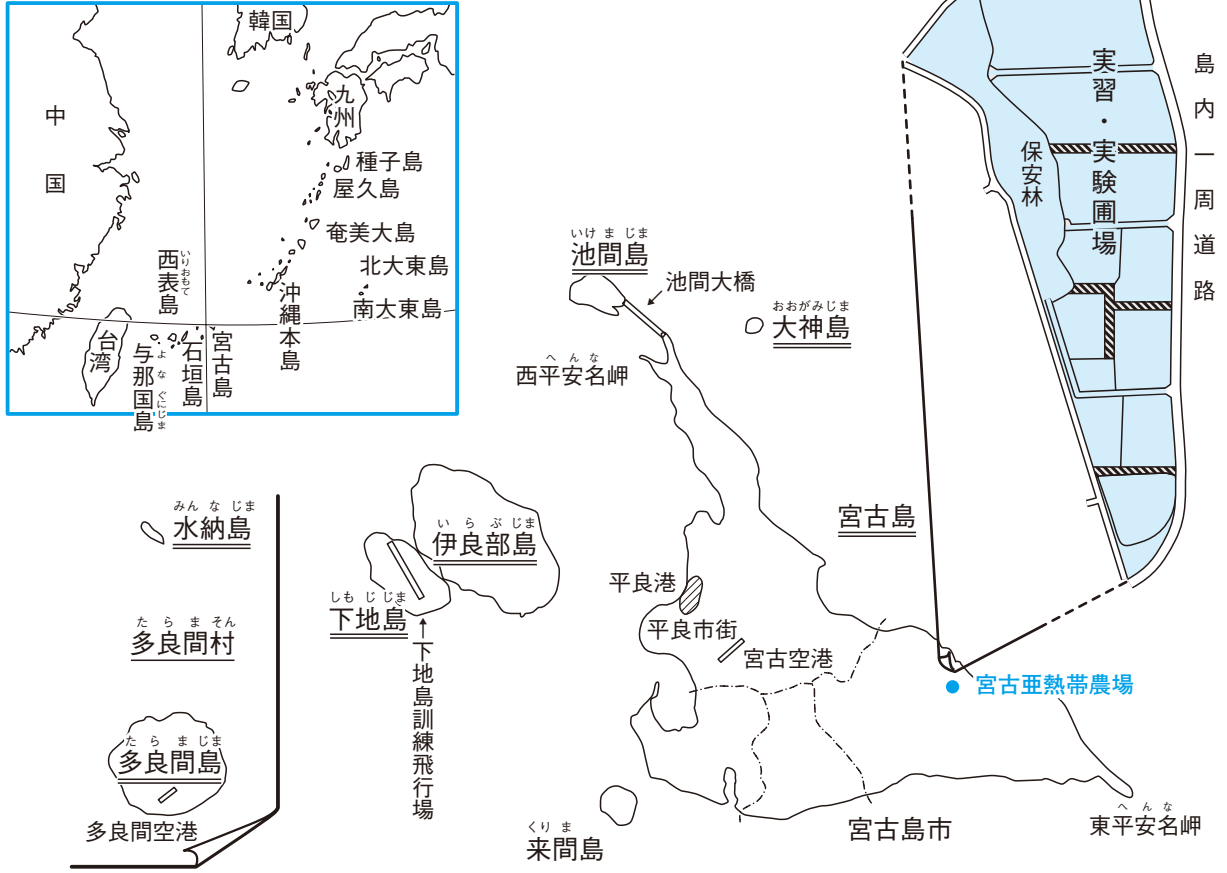 韓国
中国
九州
種子島
屋久島
奄美大島
北大東島
南大東島
沖縄本島
いりおもて
西表島
宮古島
石垣島
よなぐにじま
与那国島
台湾
島内一周道路
実習・実験圃場
保安林
いけまじま
池間島
池間大橋
おおがみじま
大神島
へんな
西平安名岬
宮古島
みんなじま
水納島
たらまそん
多良間村
たらまじま
多良間島
多良間空港
いらぶじま
伊良部島
しもじじま
下地島
下地島訓練飛行場
平良港
平良市街
宮古空港
宮古亜熱帯農場
くりま
来間島
宮古島市
へんな
東平安名岬